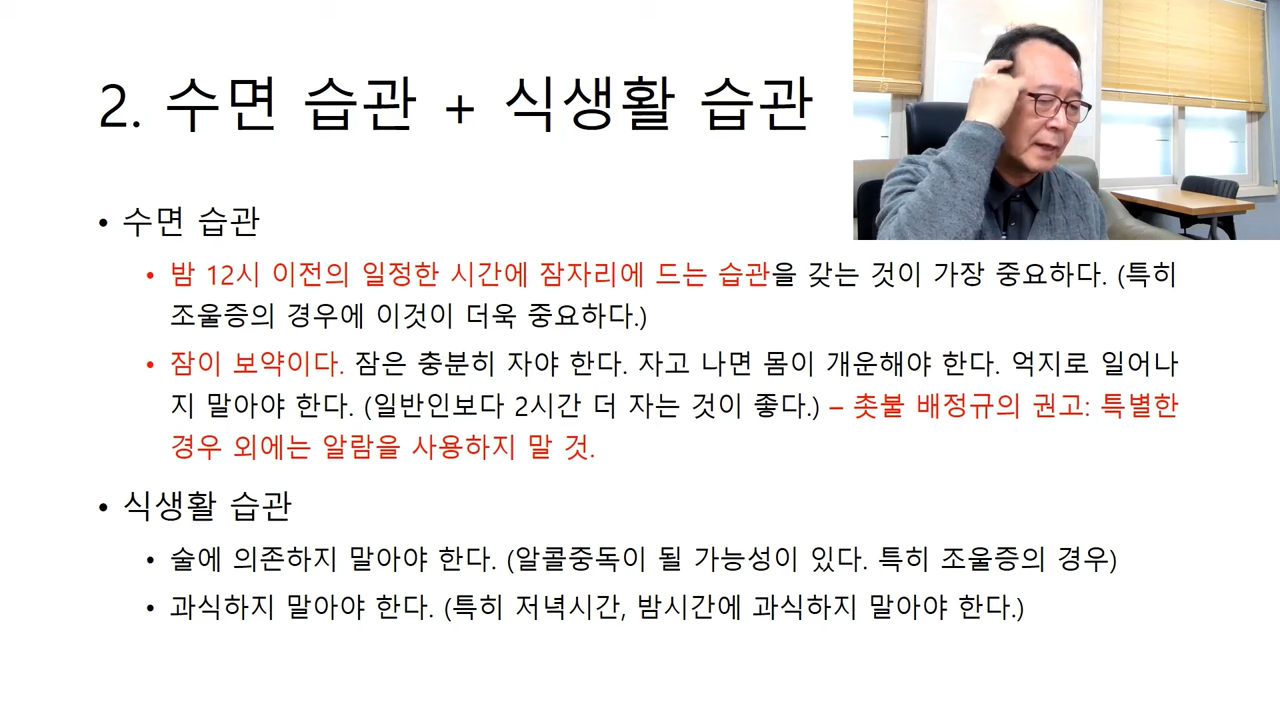 2. 수면 습관 + 식생활 습관
• 수면 습관
• 밤 12시 이전의 일정한 시간에 잠자리에 드는 습관을 갖는 것이 가장 중요하다. (특히
조울증의 경우에 이것이 더욱 중요하다.)
• 잠이 보약이다. 잠은 충분히 자야 한다. 자고 나면 몸이 개운해야 한다. 억지로 일어나
지 말아야 한다. (일반인보다 2시간 더 자는 것이 좋다.) – 촛불 배정규의 권고: 특별한
경우 외에는 알람을 사용하지 말 것.
• 식생활 습관
• 술에 의존하지 말아야 한다. (알콜중독이 될 가능성이 있다. 특히 조울증의 경우)
• 과식하지 말아야 한다. (특히 저녁시간, 밤시간에 과식하지 말아야 한다.)